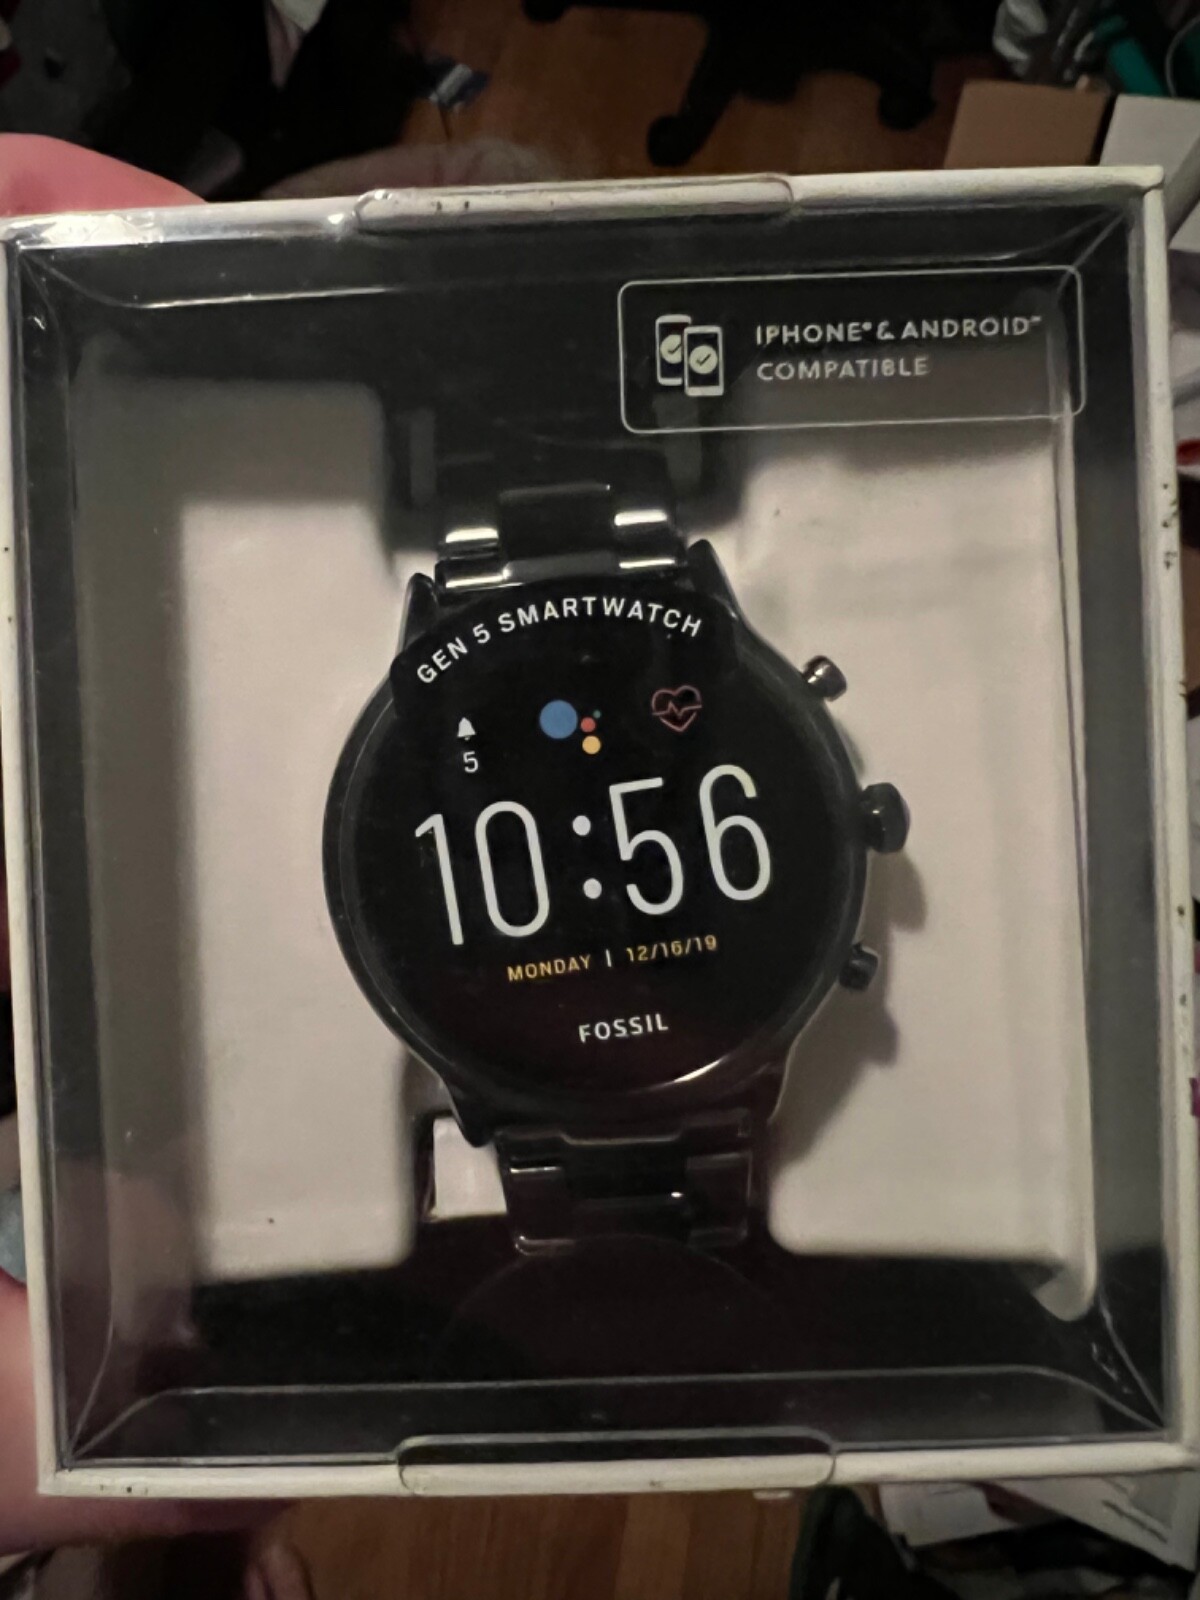 IPHONE® & ANDROID™
COMPATIBLE
GEN 5 SMARTWATCH
5
10:56
MONDAY | 12/16/19
FOSSIL